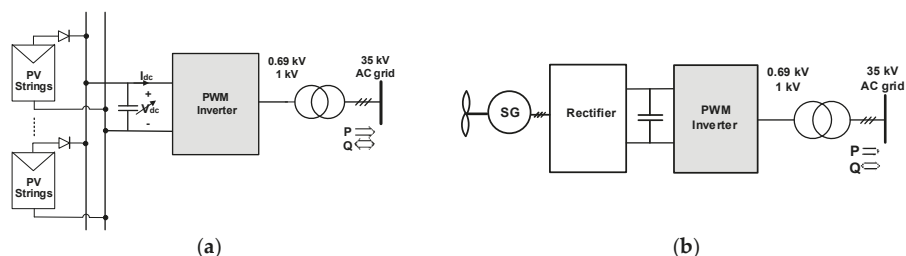 PV
Strings
PV
Strings
Idc
+
Vdc
-
PWM
Inverter
0.69 kV
1 kV
35 kV
AC grid
P
Q
(a)
SG
Rectifier
PWM
Inverter
0.69 kV
1 kV
35 kV
AC grid
P
Q
(b)